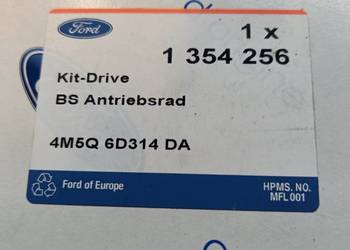 Ford
1 x
1 354 256
Kit-Drive
BS Antriebsrad
4M5Q 6D314 DA
Ford of Europe
HPMS. NO.
MFL 001